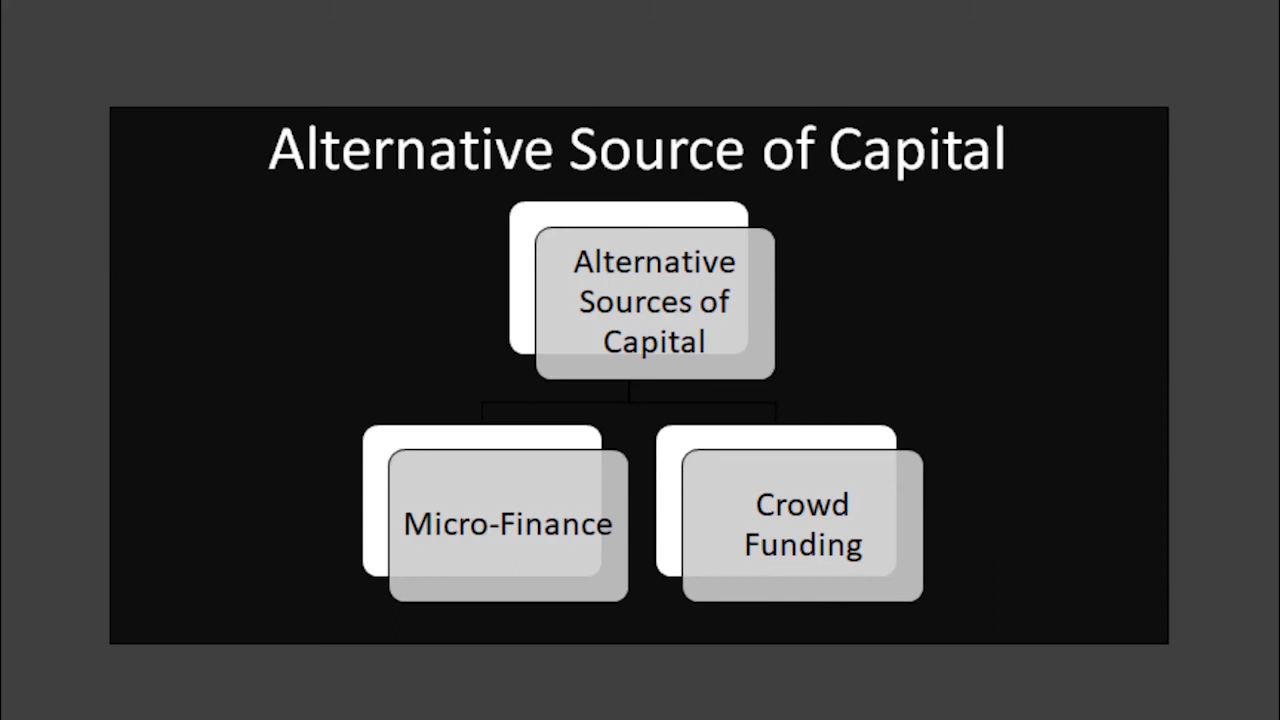 Alternative Source of Capital
Alternative
Sources of
Capital
Micro-Finance
Crowd
Funding